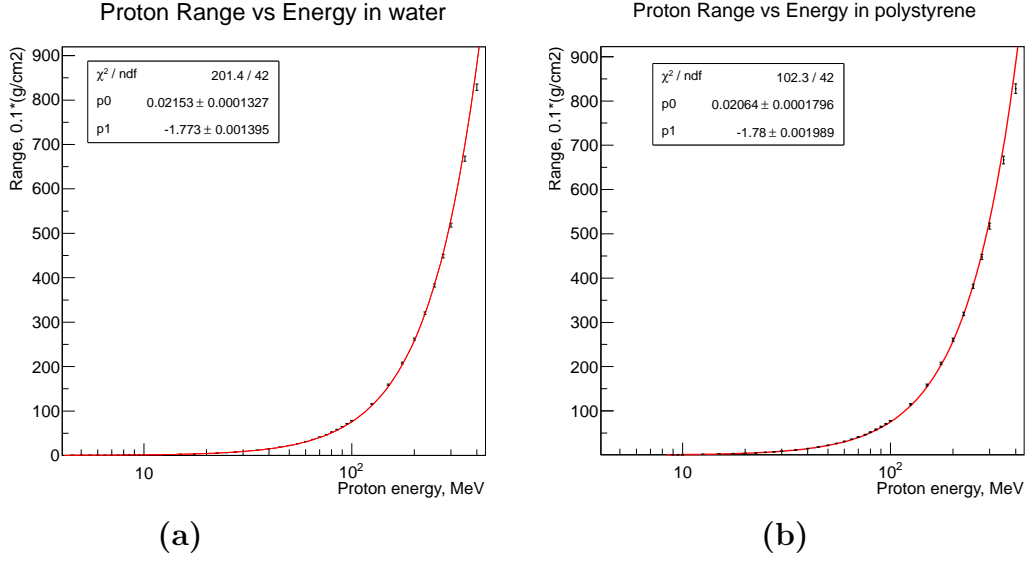 Proton Range vs Energy in water
Range, 0.1*(g/cm2)
χ² / ndf 201.4 / 42
p0 0.02153 ± 0.0001327
p1 -1.773 ± 0.001395
900
800
700
600
500
400
300
200
100
0
10
10²
Proton energy, MeV
(a)
Proton Range vs Energy in polystyrene
Range, 0.1*(g/cm2)
χ² / ndf 102.3 / 42
p0 0.02064 ± 0.0001796
p1 -1.78 ± 0.001989
900
800
700
600
500
400
300
200
100
0
10
10²
Proton energy, MeV
(b)